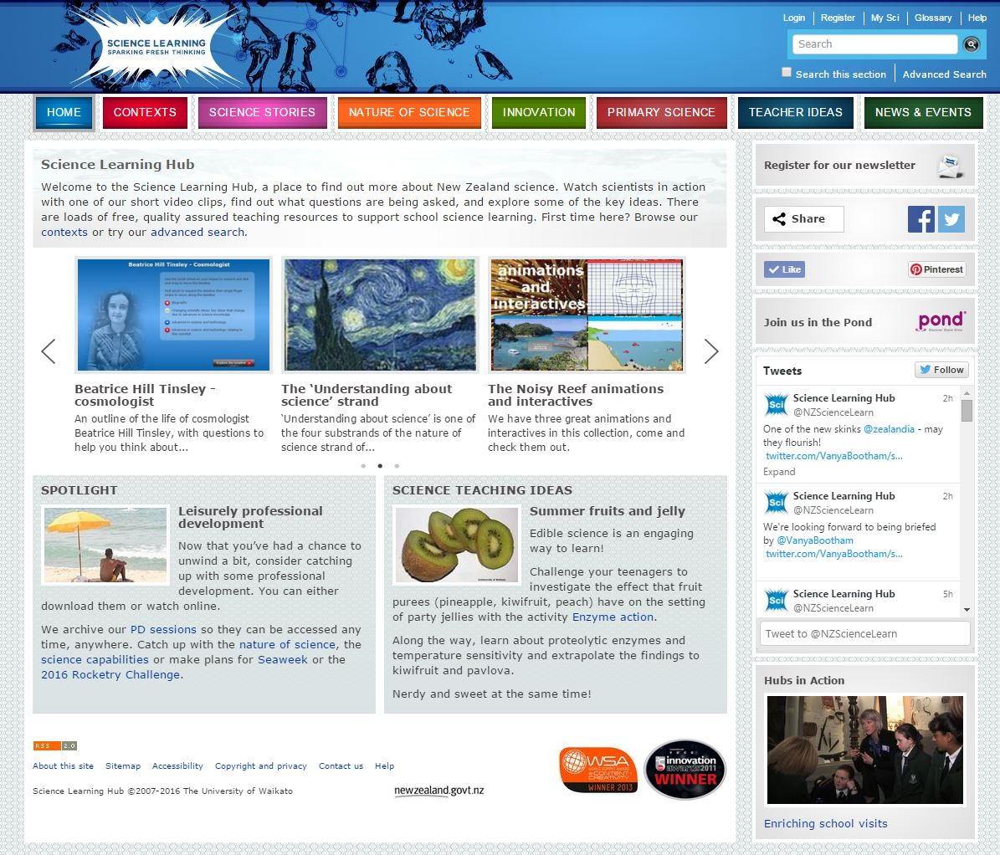 SCIENCE LEARNING
SPARKING FRESH THINKING
Login Register My Sci Glossary Help
Search
Search this section Advanced Search
HOME CONTEXTS SCIENCE STORIES NATURE OF SCIENCE INNOVATION PRIMARY SCIENCE TEACHER IDEAS NEWS & EVENTS
Science Learning Hub
Welcome to the Science Learning Hub, a place to find out more about New Zealand science. Watch scientists in action
with one of our short video clips, find out what questions are being asked, and explore some of the key ideas. There
are loads of free, quality assured teaching resources to support school science learning. First time here? Browse our
contexts or try our advanced search.
Beatrice Hill Tinsley - Cosmologist
animations
and
interactives
Beatrice Hill Tinsley -
cosmologist
An outline of the life of cosmologist
Beatrice Hill Tinsley, with questions to
help you think about...
The ‘Understanding about
science’ strand
‘Understanding about science’ is one of
the four substrands of the nature of
science strand of...
The Noisy Reef animations
and interactives
We have three great animations and
interactives in this collection, come and
check them out.
SPOTLIGHT
Leisurely professional
development
Now that you’ve had a chance to
unwind a bit, consider catching
up with some professional
development. You can either
download them or watch online.
We archive our PD sessions so they can be accessed any
time, anywhere. Catch up with the nature of science, the
science capabilities or make plans for Seaweek or the
2016 Rocketry Challenge.
SCIENCE TEACHING IDEAS
University of Waikato
Summer fruits and jelly
Edible science is an engaging
way to learn!
Challenge your teenagers to
investigate the effect that fruit
purees (pineapple, kiwifruit, peach) have on the setting
of party jellies with the activity Enzyme action.
Along the way, learn about proteolytic enzymes and
temperature sensitivity and extrapolate the findings to
kiwifruit and pavlova.
Nerdy and sweet at the same time!
Register for our newsletter
Share
Like
Pinterest
Join us in the Pond
pond
Discover Share Grow
Tweets Follow
Sci Science Learning Hub 2h
@NZScienceLearn
One of the new skinks @zealandia - may
they flourish!
twitter.com/VanyaBootham/s...
Expand
Sci Science Learning Hub 2h
@NZScienceLearn
We're looking forward to being briefed
by @VanyaBootham
twitter.com/VanyaBootham/s...
Sci Science Learning Hub 5h
@NZScienceLearn
Tweet to @NZScienceLearn
Hubs in Action
Enriching school visits
RSS 2.0
About this site Sitemap Accessibility Copyright and privacy Contact us Help
Science Learning Hub ©2007-2016 The University of Waikato
newzealand.govt.nz
WSA
WORLD SUMMIT AWARD
e-CONTENT &
CREATIVITY
WINNER 2013
innovation
awards2011
WINNER